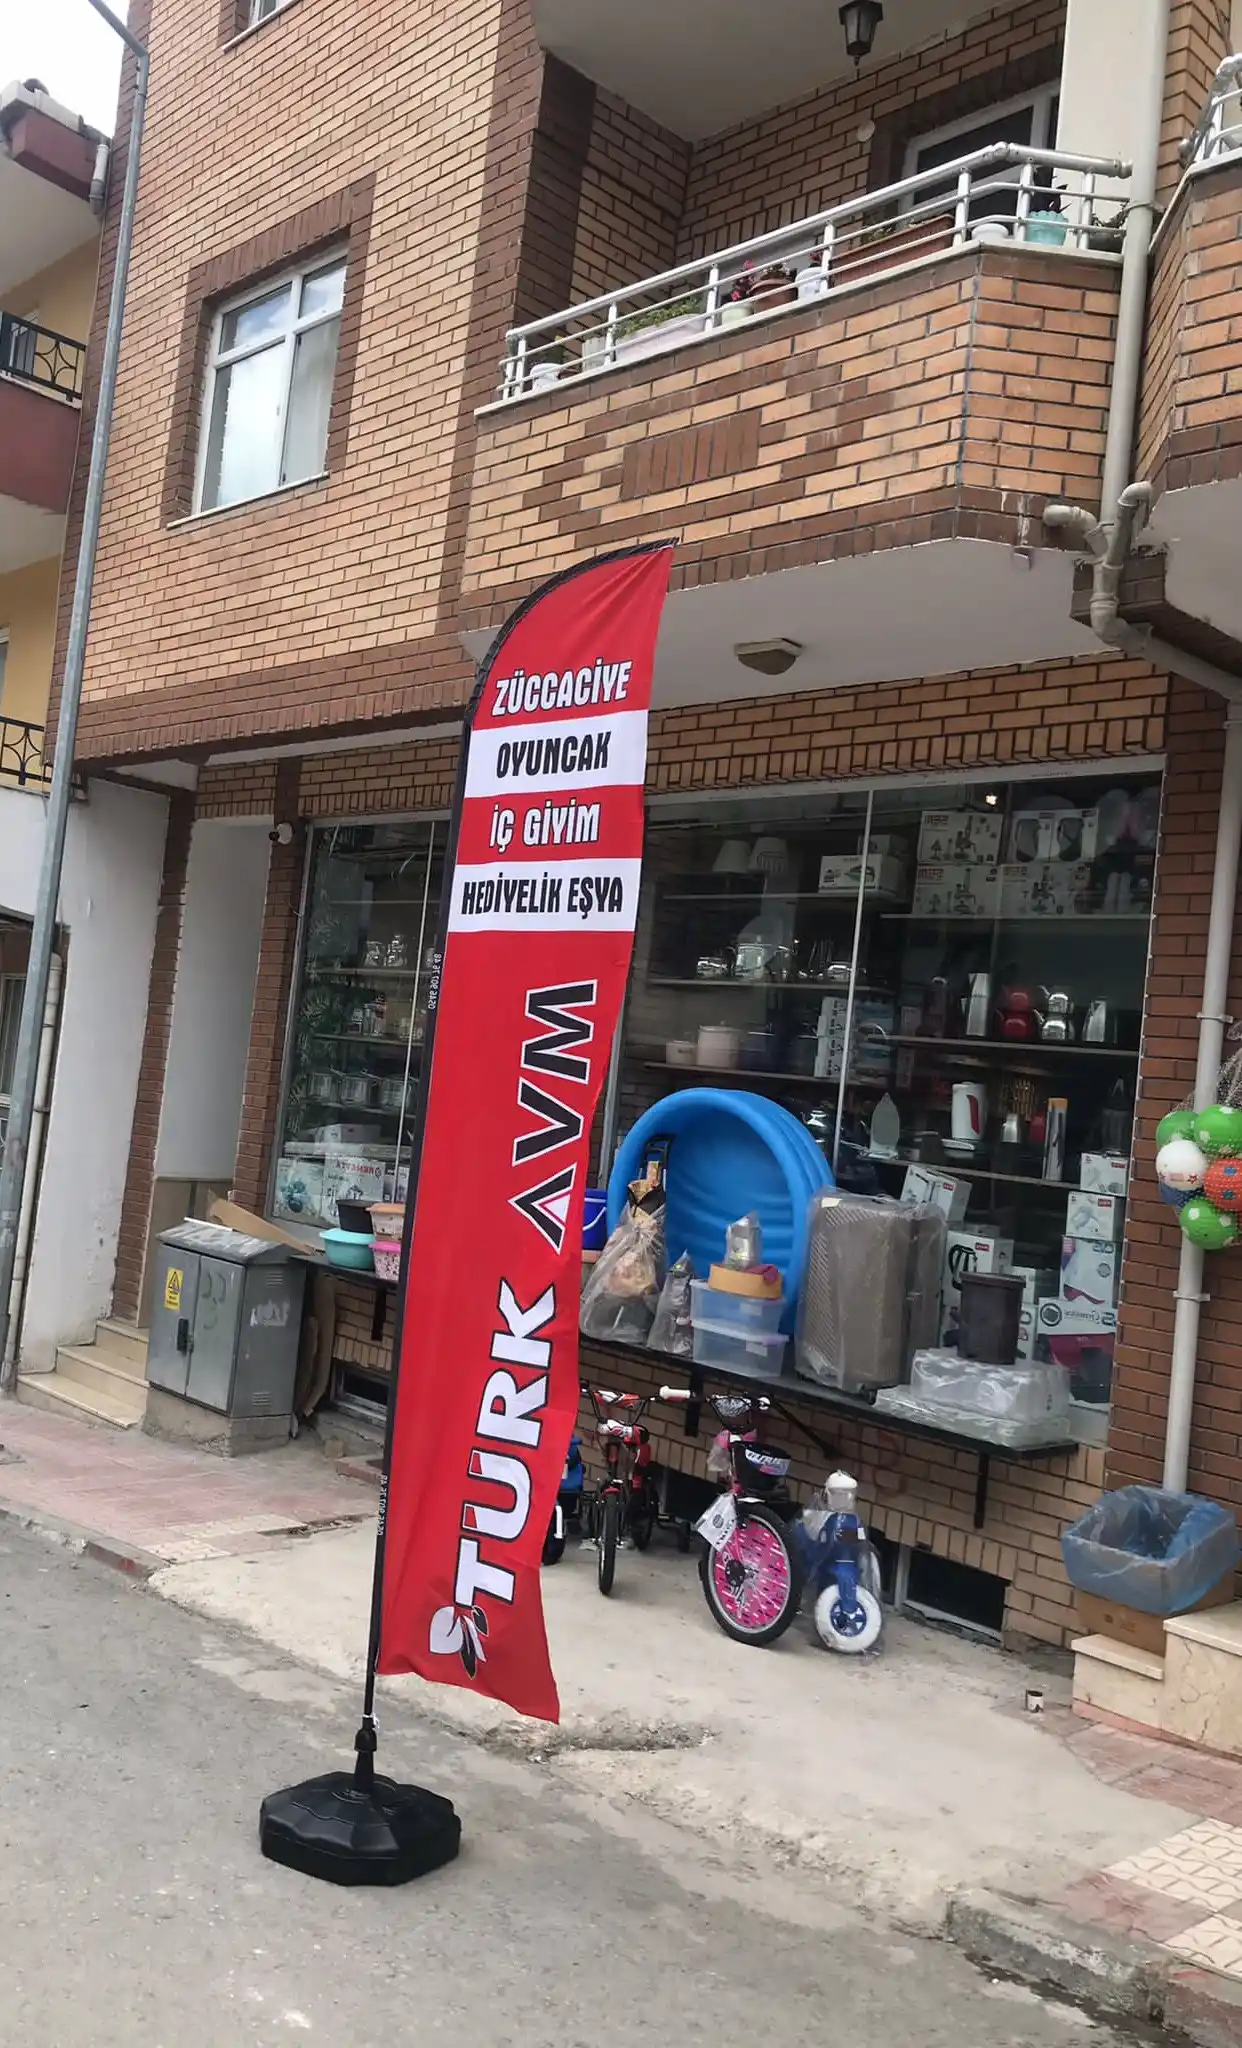 ZÜCCACİYE
OYUNCAK
İÇ GİYİM
HEDİYELİK EŞYA
TÜRK AVM